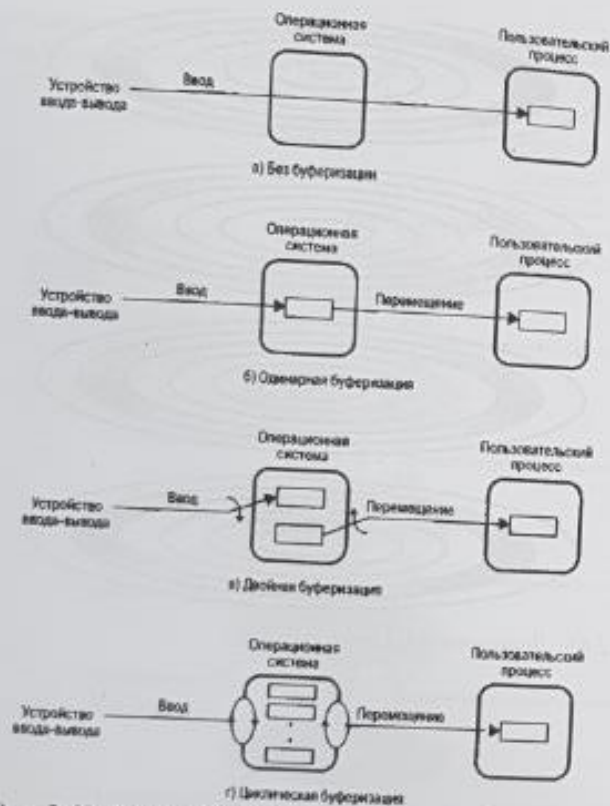 Операционная
система
Пользовательский
процесс
Устройство
ввода-вывода
Ввод
а) Без буферизации
Операционная
система
Пользовательский
процесс
Устройство
ввода-вывода
Ввод
Перемещение
б) Одинарная буферизация
Операционная
система
Пользовательский
процесс
Устройство
ввода-вывода
Ввод
Перемещение
в) Двойная буферизация
Операционная
система
Пользовательский
процесс
Устройство
ввода-вывода
Ввод
Перемещение
г) Циклическая буферизация